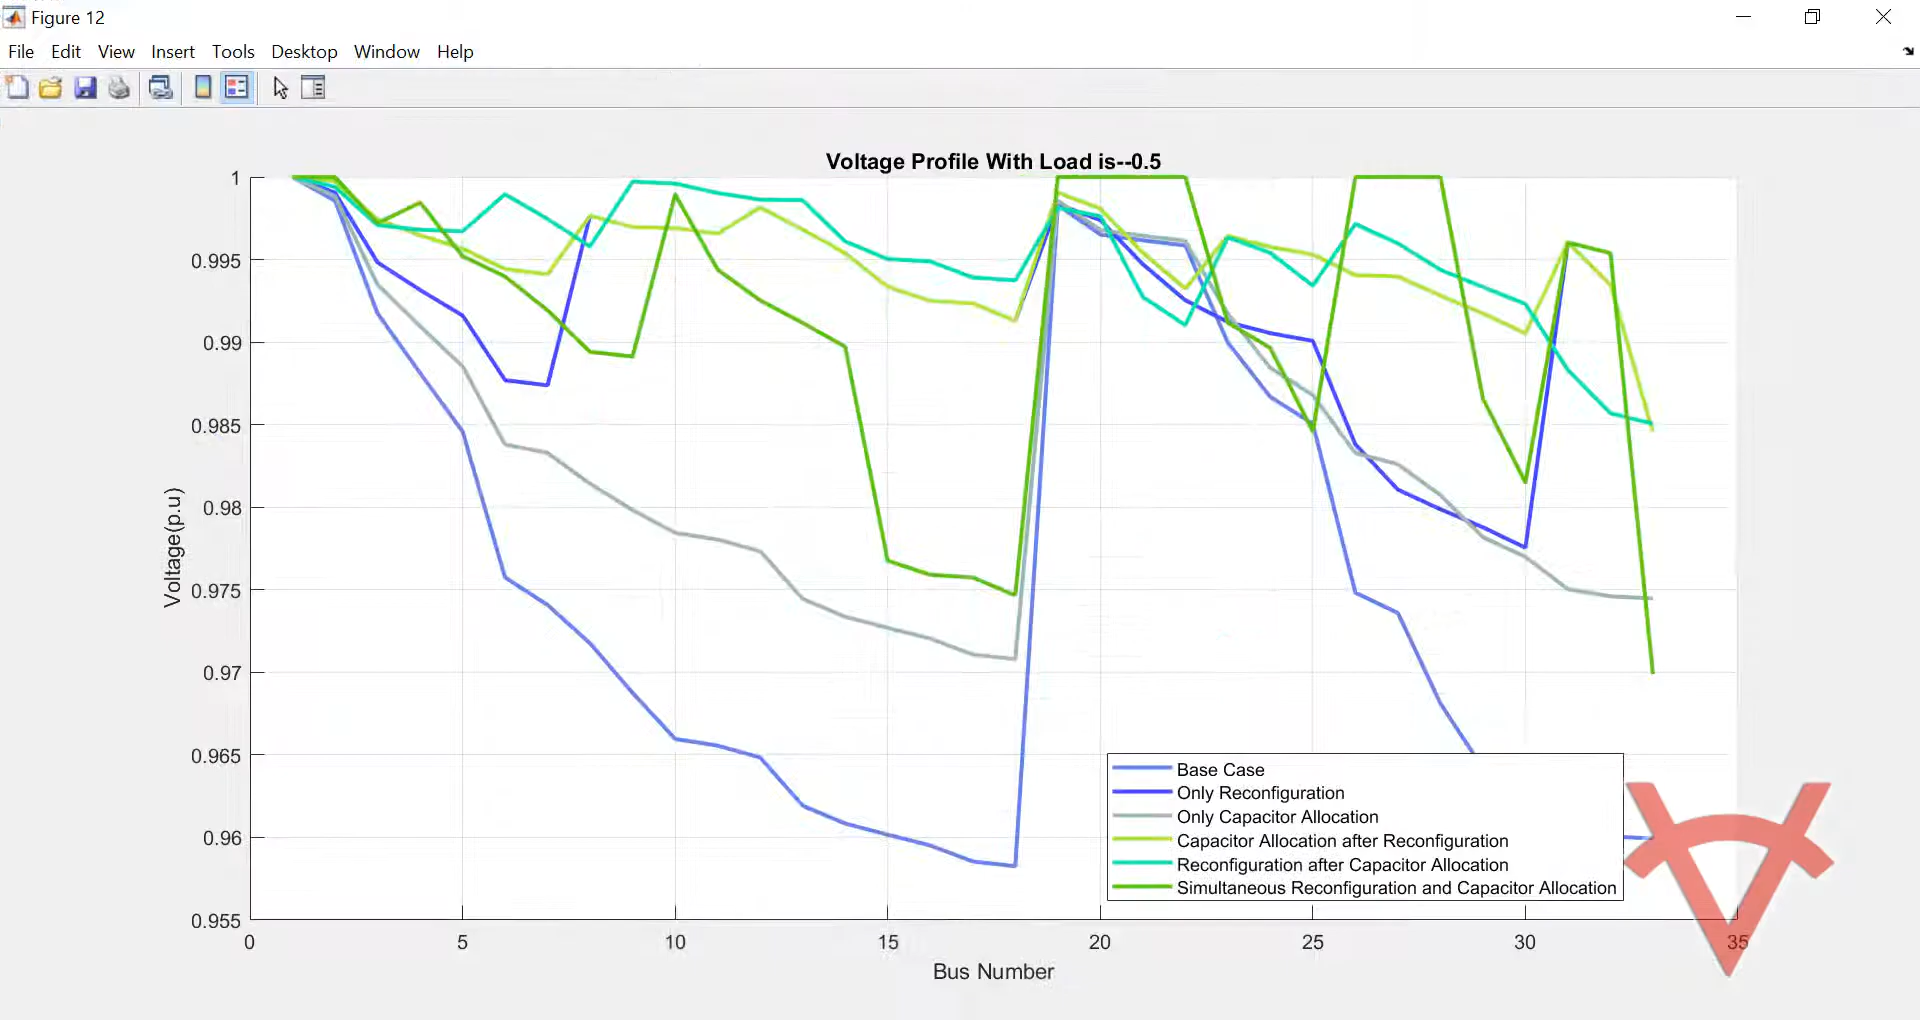 Figure 12
File Edit View Insert Tools Desktop Window Help
Voltage Profile With Load is--0.5
1
0.995
0.99
0.985
0.98
0.975
0.97
0.965
0.96
0.955
Voltage(p.u)
Base Case
Only Reconfiguration
Only Capacitor Allocation
Capacitor Allocation after Reconfiguration
Reconfiguration after Capacitor Allocation
Simultaneous Reconfiguration and Capacitor Allocation
0 5 10 15 20 25 30 35
Bus Number